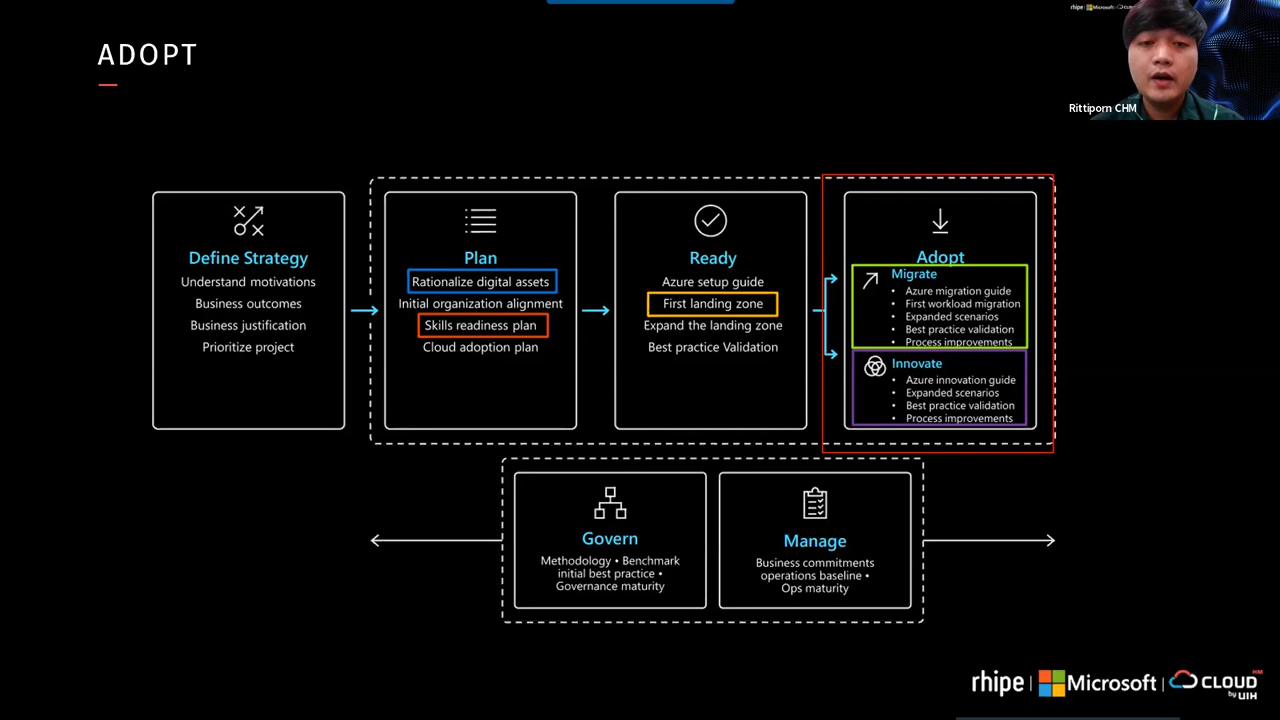 rhipe Microsoft
Rittiporn CHM
ADOPT
Define Strategy
Understand motivations
Business outcomes
Business justification
Prioritize project
Plan
Rationalize digital assets
Initial organization alignment
Skills readiness plan
Cloud adoption plan
Ready
Azure setup guide
First landing zone
Expand the landing zone
Best practice Validation
Adopt
Migrate
• Azure migration guide
• First workload migration
• Expanded scenarios
• Best practice validation
• Process improvements
Innovate
• Azure innovation guide
• Expanded scenarios
• Best practice validation
• Process improvements
Govern
Methodology • Benchmark
initial best practice •
Governance maturity
Manage
Business commitments
operations baseline •
Ops maturity
rhipe | Microsoft | CLOUD HM
by UIH